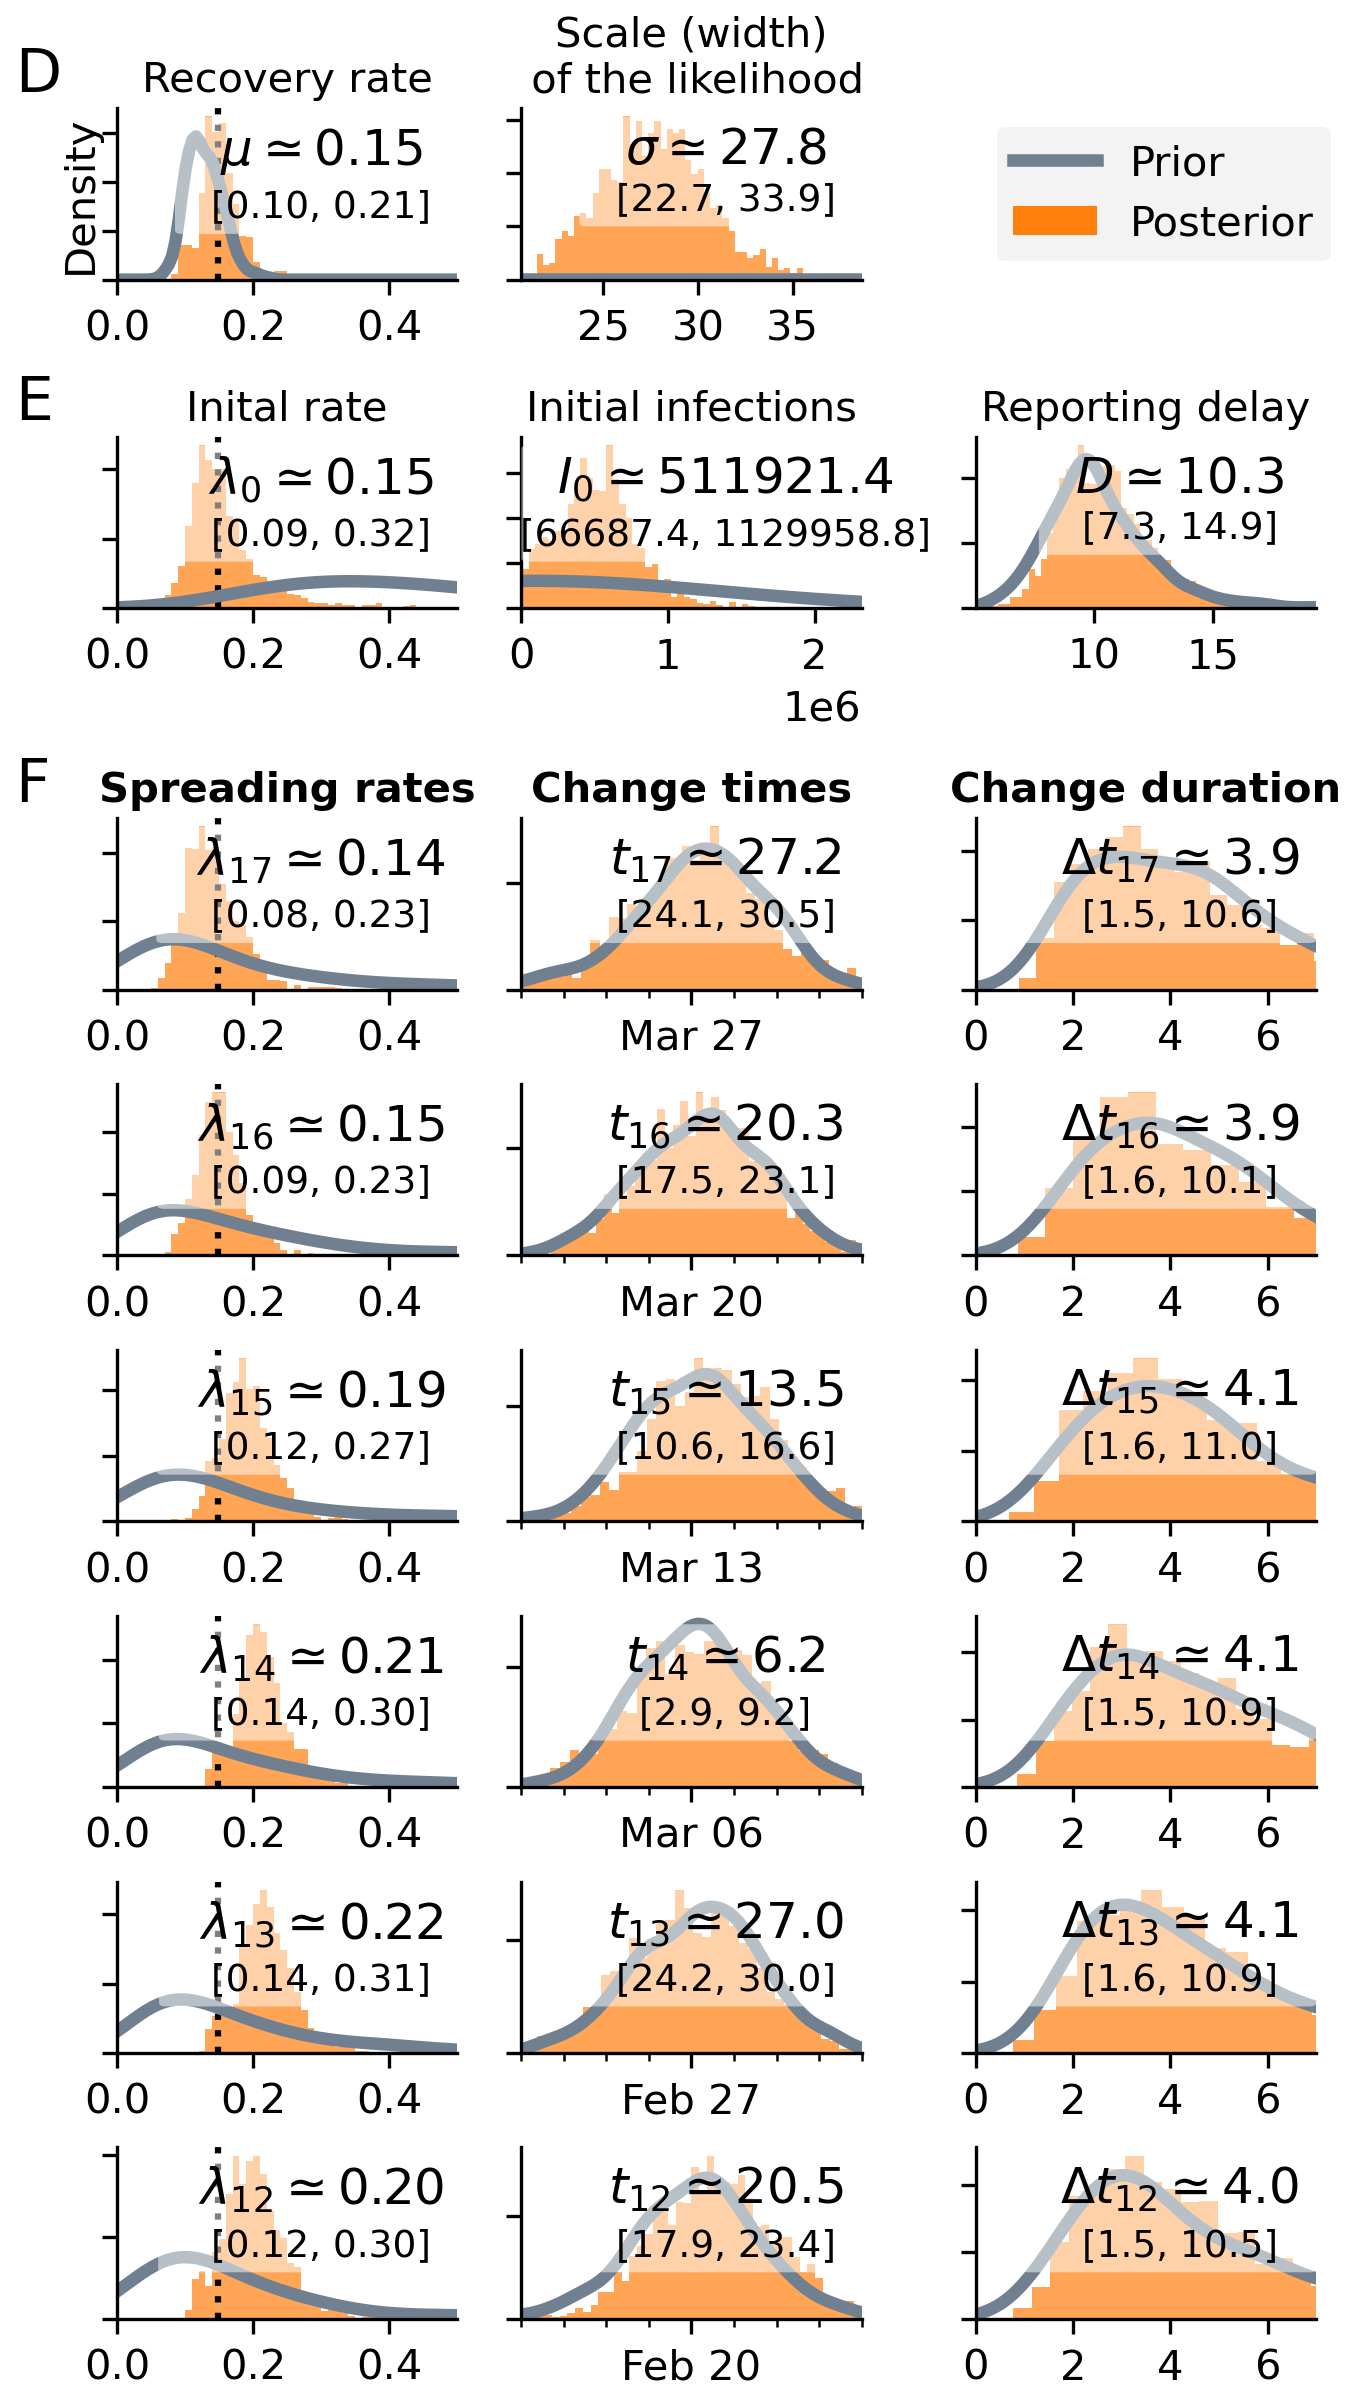 D
Recovery rate
Scale (width)
of the likelihood
Density
μ ≃ 0.15
[0.10, 0.21]
0.0 0.2 0.4
σ ≃ 27.8
[22.7, 33.9]
25 30 35
Prior
Posterior
E
Inital rate
λ0 ≃ 0.15
[0.09, 0.32]
0.0 0.2 0.4
Initial infections
I0 ≃ 511921.4
[66687.4, 1129958.8]
0 1 2
1e6
Reporting delay
D ≃ 10.3
[7.3, 14.9]
10 15
F
Spreading rates
Change times
Change duration
λ17 ≃ 0.14
[0.08, 0.23]
0.0 0.2 0.4
t17 ≃ 27.2
[24.1, 30.5]
Mar 27
Δt17 ≃ 3.9
[1.5, 10.6]
0 2 4 6
λ16 ≃ 0.15
[0.09, 0.23]
0.0 0.2 0.4
t16 ≃ 20.3
[17.5, 23.1]
Mar 20
Δt16 ≃ 3.9
[1.6, 10.1]
0 2 4 6
λ15 ≃ 0.19
[0.12, 0.27]
0.0 0.2 0.4
t15 ≃ 13.5
[10.6, 16.6]
Mar 13
Δt15 ≃ 4.1
[1.6, 11.0]
0 2 4 6
λ14 ≃ 0.21
[0.14, 0.30]
0.0 0.2 0.4
t14 ≃ 6.2
[2.9, 9.2]
Mar 06
Δt14 ≃ 4.1
[1.5, 10.9]
0 2 4 6
λ13 ≃ 0.22
[0.14, 0.31]
0.0 0.2 0.4
t13 ≃ 27.0
[24.2, 30.0]
Feb 27
Δt13 ≃ 4.1
[1.6, 10.9]
0 2 4 6
λ12 ≃ 0.20
[0.12, 0.30]
0.0 0.2 0.4
t12 ≃ 20.5
[17.9, 23.4]
Feb 20
Δt12 ≃ 4.0
[1.5, 10.5]
0 2 4 6